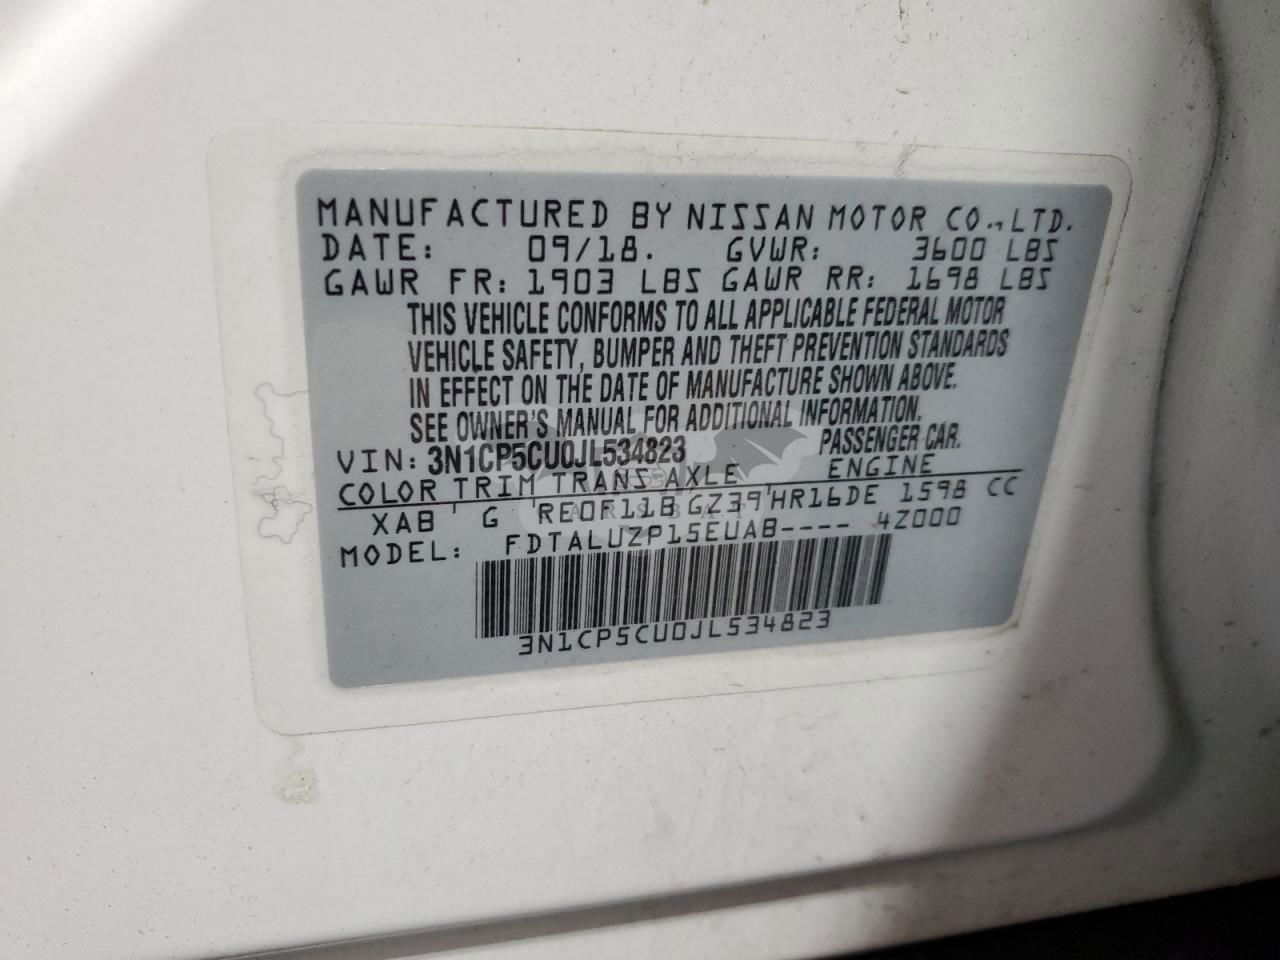 MANUFACTURED BY NISSAN MOTOR CO., LTD.
DATE: 09/18. GVWR: 3600 LBS
GAWR FR: 1903 LBS GAWR RR: 1698 LBS
THIS VEHICLE CONFORMS TO ALL APPLICABLE FEDERAL MOTOR
VEHICLE SAFETY, BUMPER AND THEFT PREVENTION STANDARDS
IN EFFECT ON THE DATE OF MANUFACTURE SHOWN ABOVE.
SEE OWNER'S MANUAL FOR ADDITIONAL INFORMATION.
VIN: 3N1CP5CU0JL534823 PASSENGER CAR.
COLOR TRIM TRANS AXLE ENGINE
XAB G RE0F11B GZ39 HR16DE 1598 CC
MODEL: FDTALUZP15EUAB---- 4Z000
3N1CP5CU0JL534823